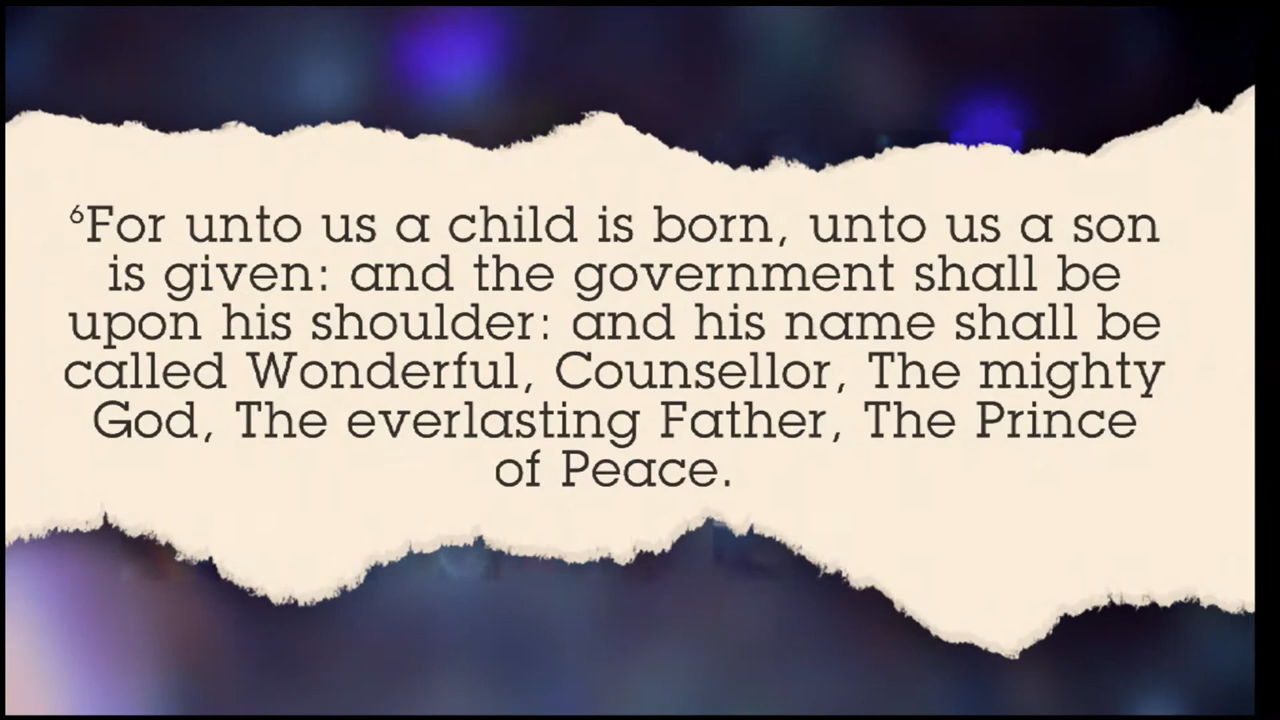 ⁶For unto us a child is born, unto us a son
is given: and the government shall be
upon his shoulder: and his name shall be
called Wonderful, Counsellor, The mighty
God, The everlasting Father, The Prince
of Peace.